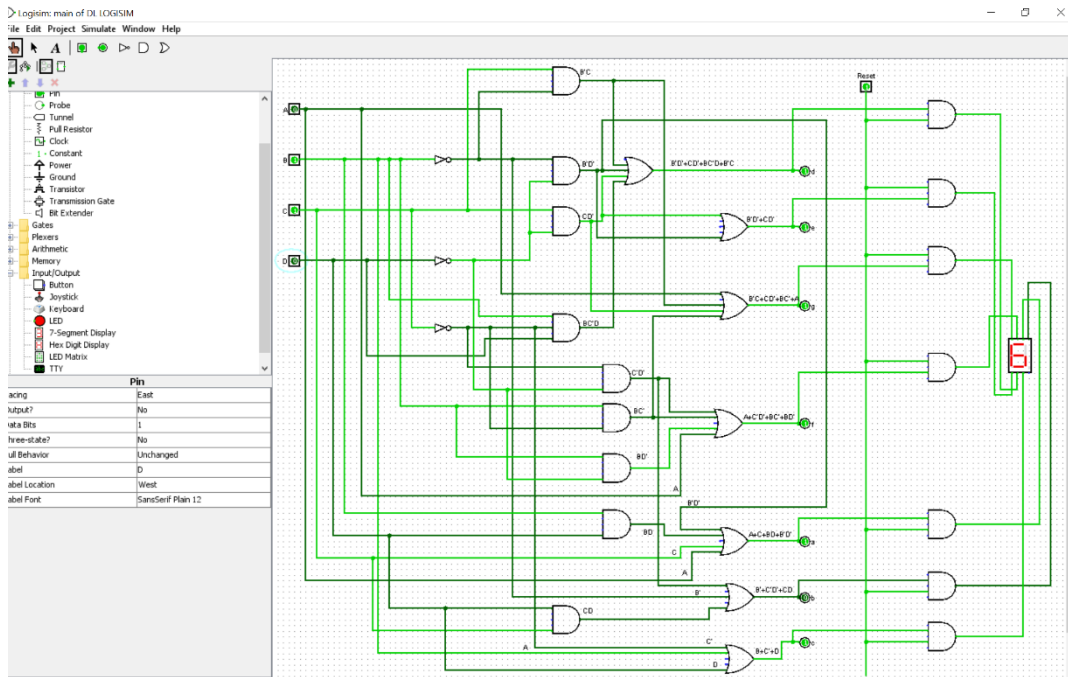 Logisim: main of DL LOGISIM
File Edit Project Simulate Window Help
A
Pin
Probe
Tunnel
Pull Resistor
Clock
Constant
Power
Ground
Transistor
Transmission Gate
Bit Extender
Gates
Plexers
Arithmetic
Memory
Input/Output
Button
Joystick
Keyboard
LED
7-Segment Display
Hex Digit Display
LED Matrix
TTY
Pin
acing East
Output? No
Data Bits 1
hree-state? No
ull Behavior Unchanged
abel D
abel Location West
abel Font SansSerif Plain 12
A
B
C
D
Reset
B'C
B'D'
B'D'+CD'+BC'D+B'C
d
CD'
B'D'+CD'
e
B'C+CD'+BC'+A
g
BC'D
C'D'
BC'
A+C'D'+BC'+BD'
f
BD'
A
B'D'
BD
A+C+BD+B'D'
a
C
A
B'
B'+C'D'+CD
b
CD
C'
A
B+C'+D
c
D
6